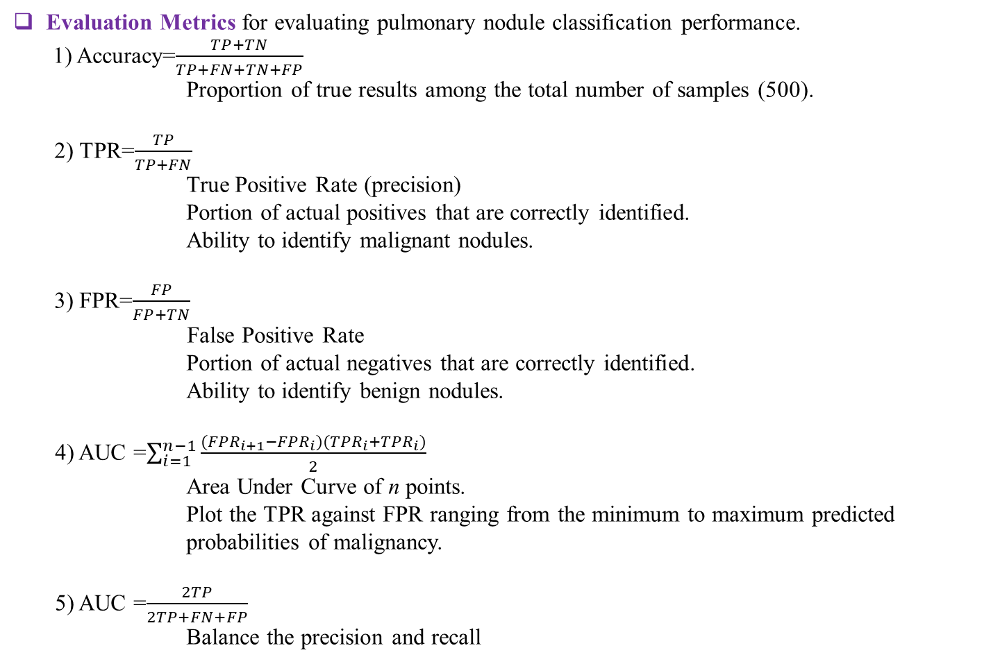 ❑ Evaluation Metrics for evaluating pulmonary nodule classification performance.
1) Accuracy=\frac{TP+TN}{TP+FN+TN+FP}
Proportion of true results among the total number of samples (500).
2) TPR=\frac{TP}{TP+FN}
True Positive Rate (precision)
Portion of actual positives that are correctly identified.
Ability to identify malignant nodules.
3) FPR=\frac{FP}{FP+TN}
False Positive Rate
Portion of actual negatives that are correctly identified.
Ability to identify benign nodules.
4) AUC =\sum_{i=1}^{n-1}\frac{(FPR_{i+1}-FPR_i)(TPR_i+TPR_i)}{2}
Area Under Curve of n points.
Plot the TPR against FPR ranging from the minimum to maximum predicted
probabilities of malignancy.
5) AUC =\frac{2TP}{2TP+FN+FP}
Balance the precision and recall